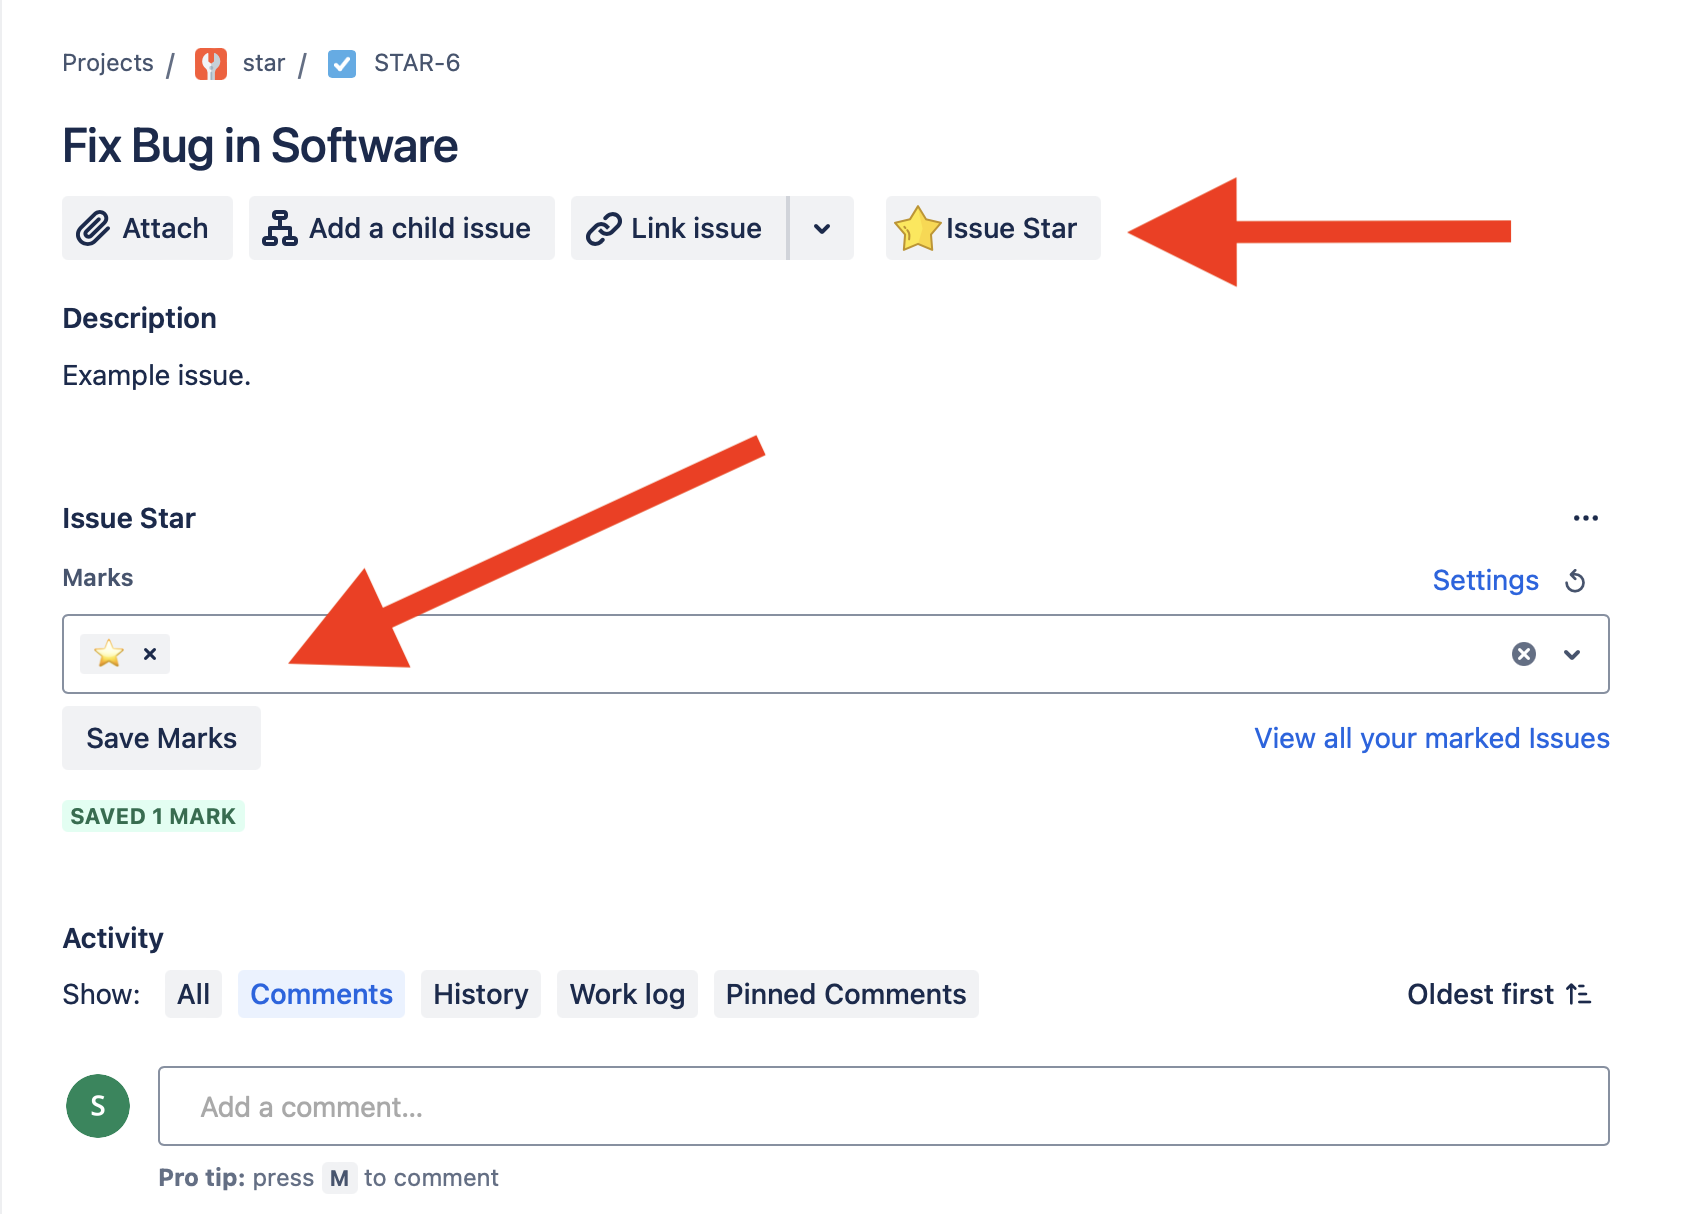 Projects / star / STAR-6
Fix Bug in Software
Attach Add a child issue Link issue Issue Star
Description
Example issue.
Issue Star
Marks Settings
Save Marks View all your marked Issues
SAVED 1 MARK
Activity
Show: All Comments History Work log Pinned Comments Oldest first
S Add a comment...
Pro tip: press M to comment